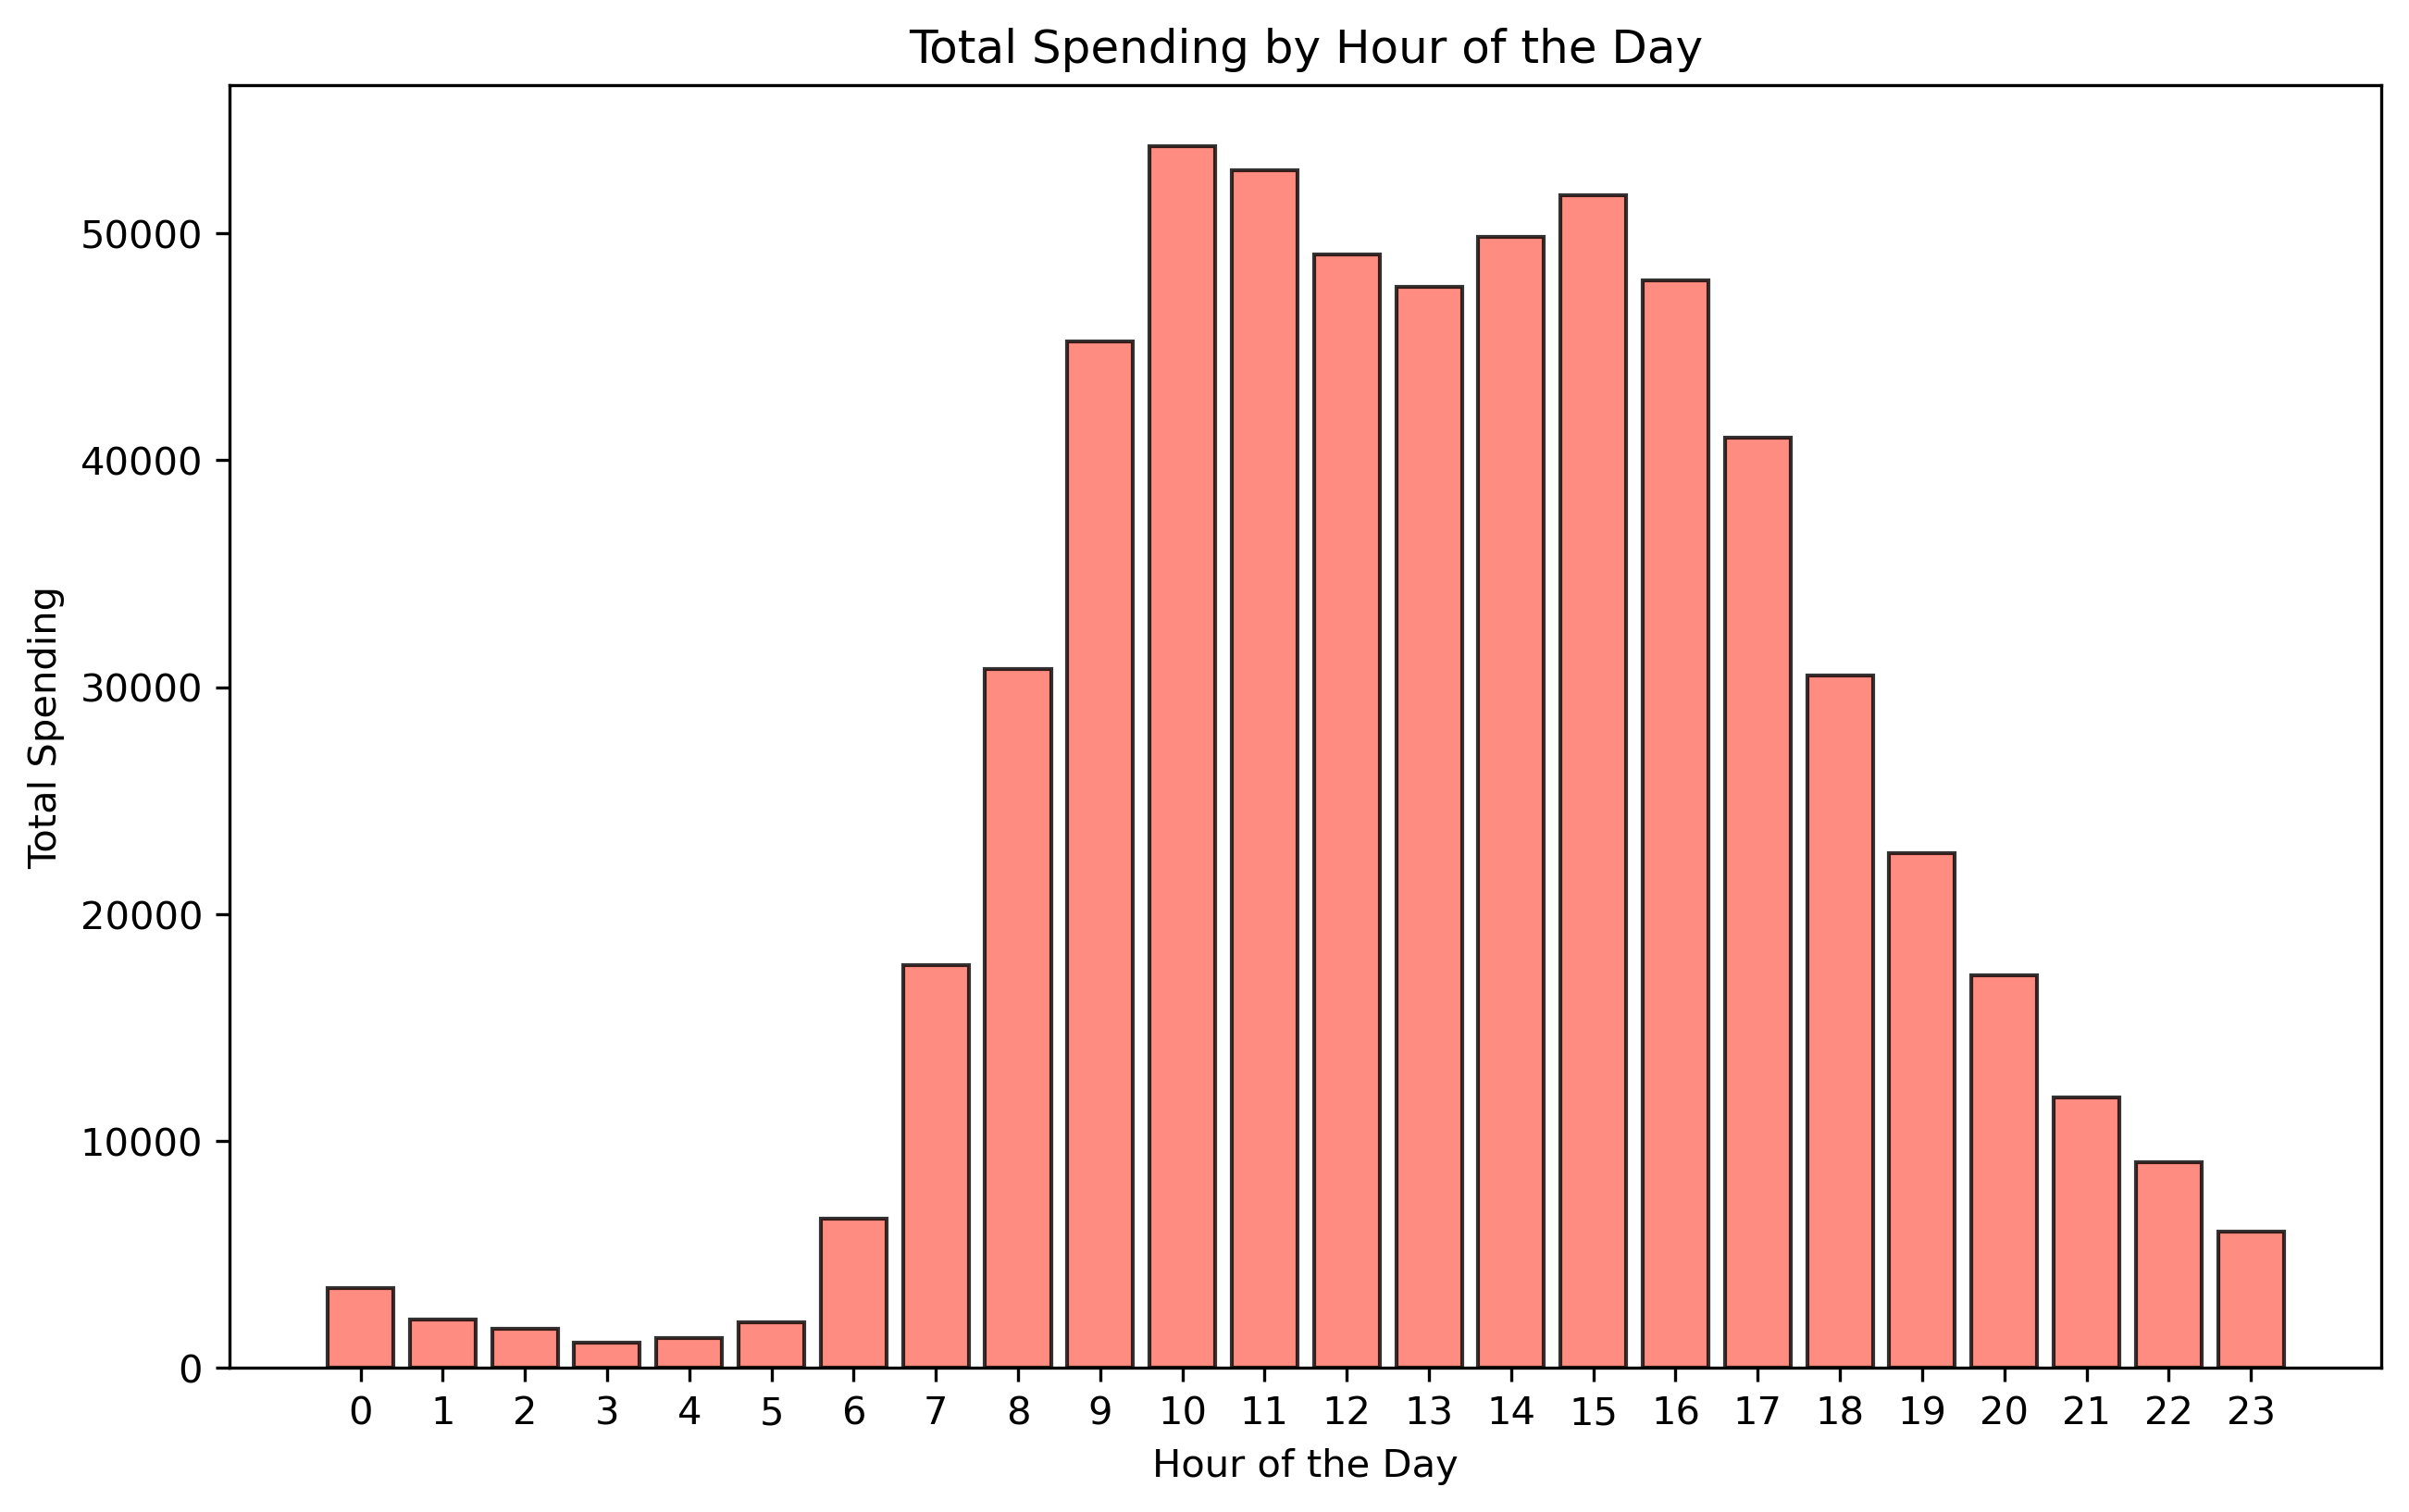 Total Spending by Hour of the Day
Total Spending
50000
40000
30000
20000
10000
0
0 1 2 3 4 5 6 7 8 9 10 11 12 13 14 15 16 17 18 19 20 21 22 23
Hour of the Day